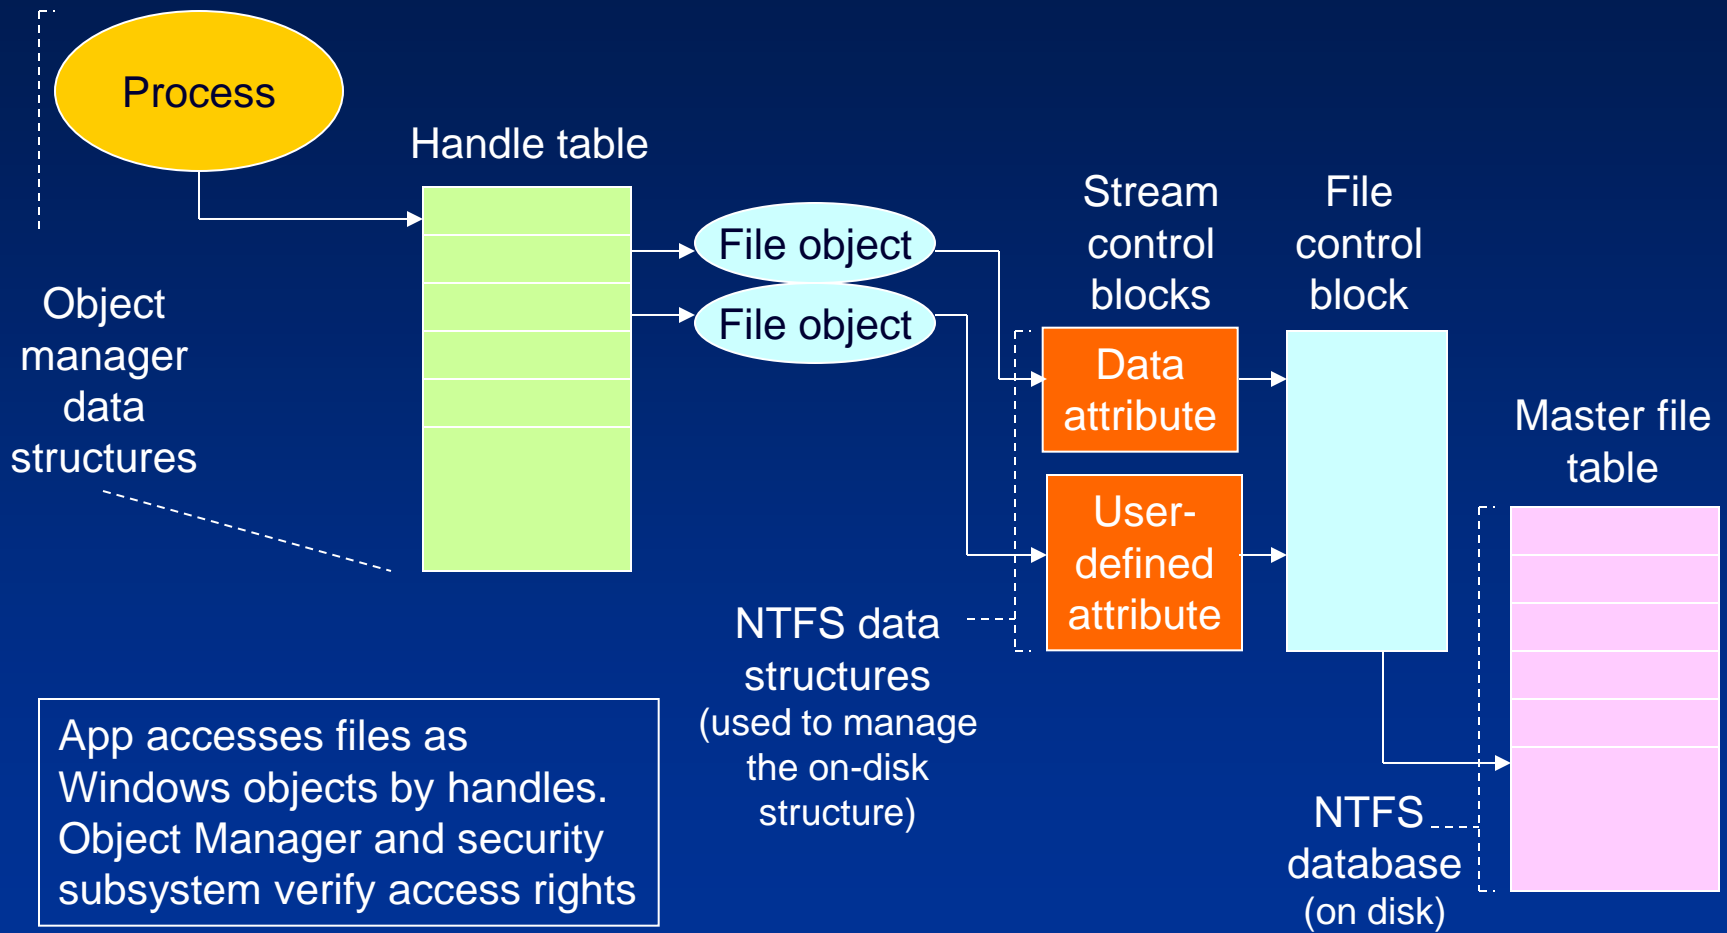 Process
Handle table
File object
File object
Stream
control
blocks
File
control
block
Object
manager
data
structures
Data
attribute
User-
defined
attribute
Master file
table
NTFS data
structures
(used to manage
the on-disk
structure)
App accesses files as
Windows objects by handles.
Object Manager and security
subsystem verify access rights
NTFS
database
(on disk)